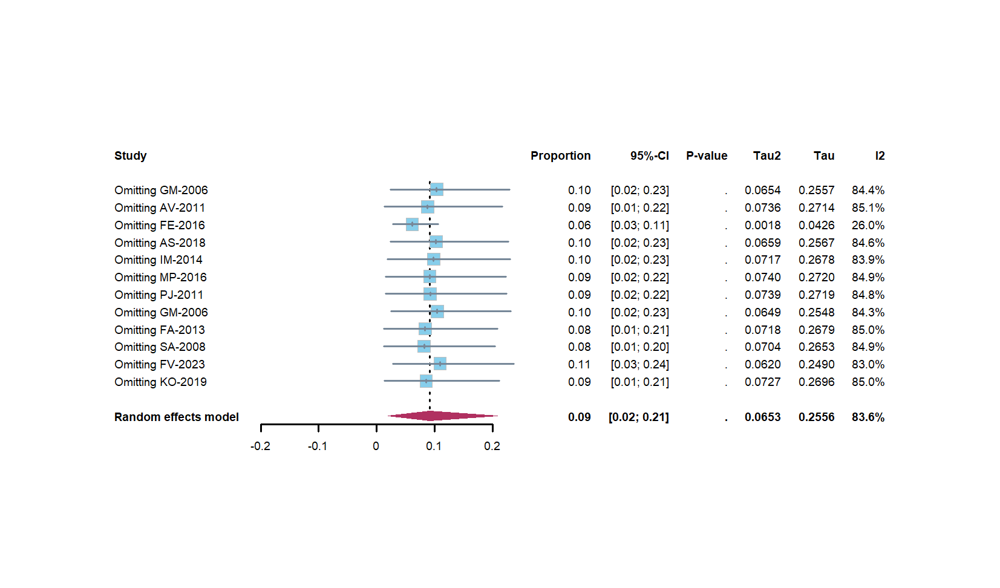 Study Proportion 95%-CI P-value Tau2 Tau I2
Omitting GM-2006 0.10 [0.02; 0.23] . 0.0654 0.2557 84.4%
Omitting AV-2011 0.09 [0.01; 0.22] . 0.0736 0.2714 85.1%
Omitting FE-2016 0.06 [0.03; 0.11] . 0.0018 0.0426 26.0%
Omitting AS-2018 0.10 [0.02; 0.23] . 0.0659 0.2567 84.6%
Omitting IM-2014 0.10 [0.02; 0.23] . 0.0717 0.2678 83.9%
Omitting MP-2016 0.09 [0.02; 0.22] . 0.0740 0.2720 84.9%
Omitting PJ-2011 0.09 [0.02; 0.22] . 0.0739 0.2719 84.8%
Omitting GM-2006 0.10 [0.02; 0.23] . 0.0649 0.2548 84.3%
Omitting FA-2013 0.08 [0.01; 0.21] . 0.0718 0.2679 85.0%
Omitting SA-2008 0.08 [0.01; 0.20] . 0.0704 0.2653 84.9%
Omitting FV-2023 0.11 [0.03; 0.24] . 0.0620 0.2490 83.0%
Omitting KO-2019 0.09 [0.01; 0.21] . 0.0727 0.2696 85.0%
Random effects model 0.09 [0.02; 0.21] . 0.0653 0.2556 83.6%
-0.2 -0.1 0 0.1 0.2